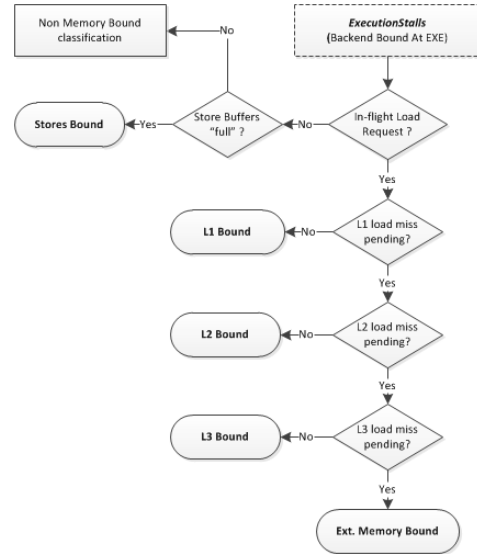 Non Memory Bound
classification
No
ExecutionStalls
(Backend Bound At EXE)
Stores Bound
Yes
Store Buffers
"full" ?
No
In-flight Load
Request ?
Yes
L1 Bound
No
L1 load miss
pending?
Yes
L2 Bound
No
L2 load miss
pending?
Yes
L3 Bound
No
L3 load miss
pending?
Yes
Ext. Memory Bound